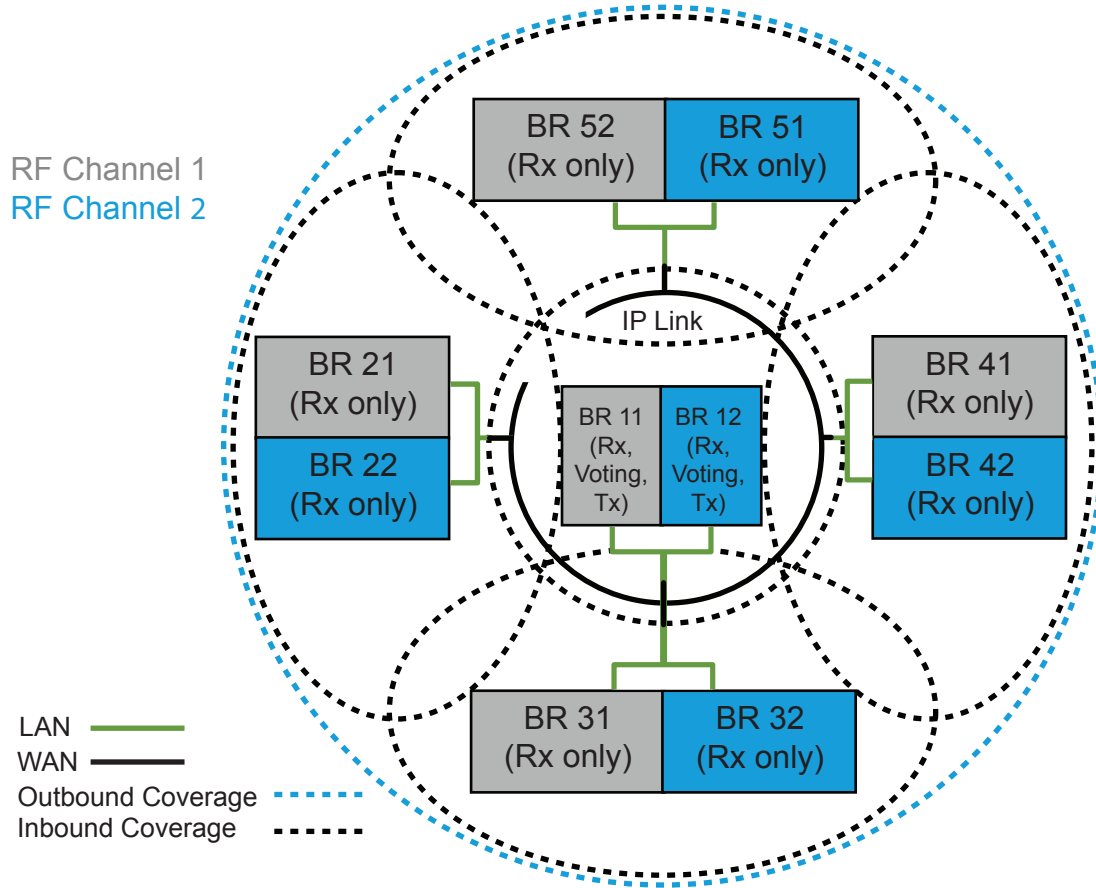 BR 52
(Rx only)
BR 51
(Rx only)
RF Channel 1
RF Channel 2
IP Link
BR 21
(Rx only)
BR 22
(Rx only)
BR 11
(Rx,
Voting,
Tx)
BR 12
(Rx,
Voting,
Tx)
BR 41
(Rx only)
BR 42
(Rx only)
BR 31
(Rx only)
BR 32
(Rx only)
LAN
WAN
Outbound Coverage
Inbound Coverage